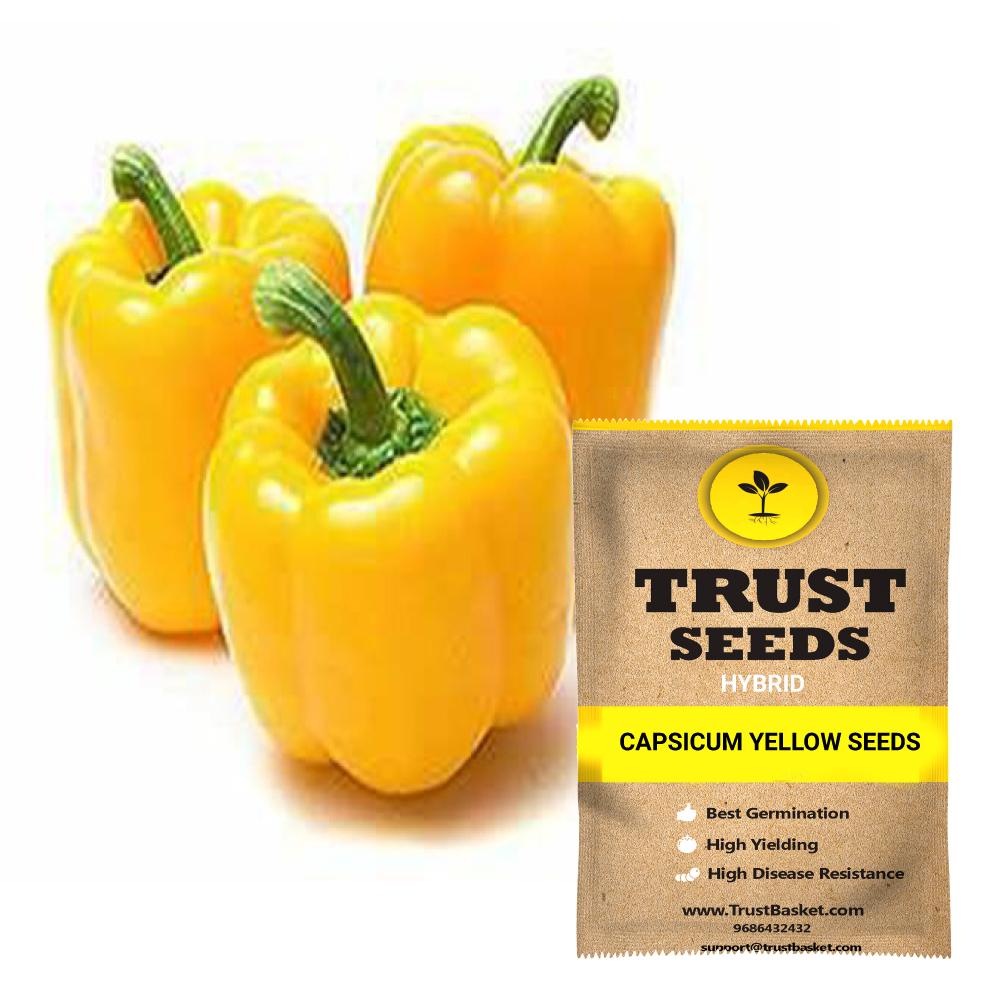 TRUST
SEEDS
HYBRID
CAPSICUM YELLOW SEEDS
Best Germination
High Yielding
High Disease Resistance
www.TrustBasket.com
9686432432
support@trustbasket.com